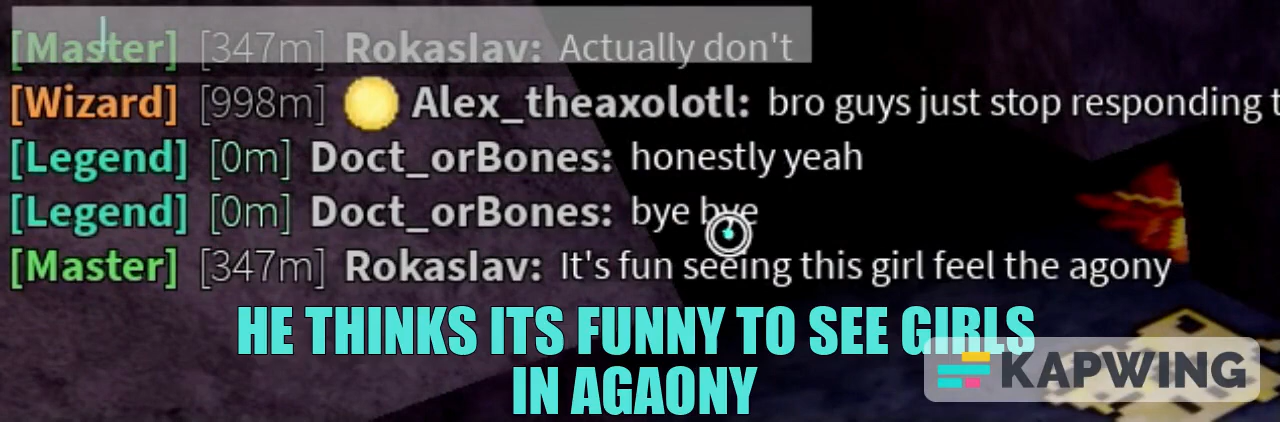 [Master] [347m] Rokaslav: Actually don't
[Wizard] [998m] Alex_theaxolotl: bro guys just stop responding t
[Legend] [0m] Doct_orBones: honestly yeah
[Legend] [0m] Doct_orBones: bye bye
[Master] [347m] Rokaslav: It's fun seeing this girl feel the agony
HE THINKS ITS FUNNY TO SEE GIRLS
IN AGAONY
KAPWING